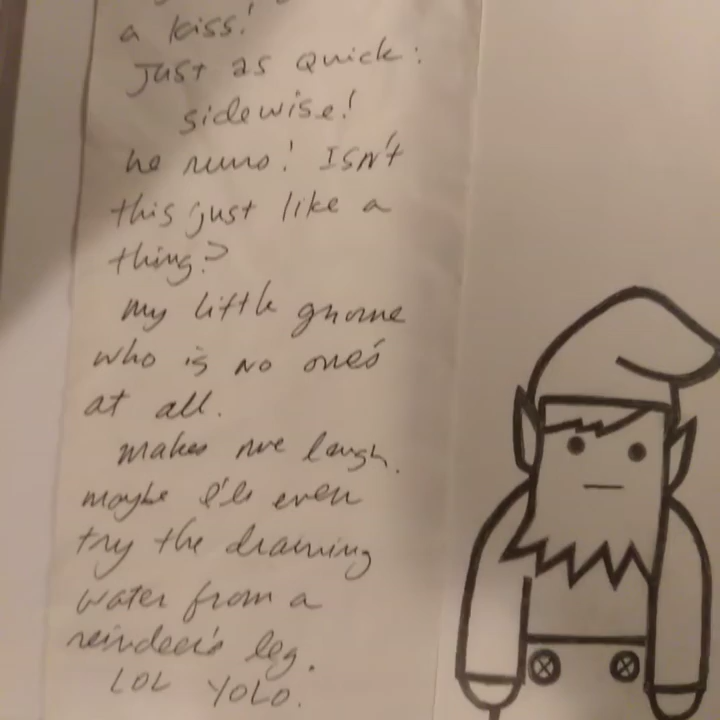 a kiss!
Just as quick:
sidewise!
he runs! Isn't
this just like a
thing?
my little gnome
who is no one's
at all.
makes me laugh.
maybe I'll even
try the drawing
water from a
reindeer's leg.
LOL YOLO.